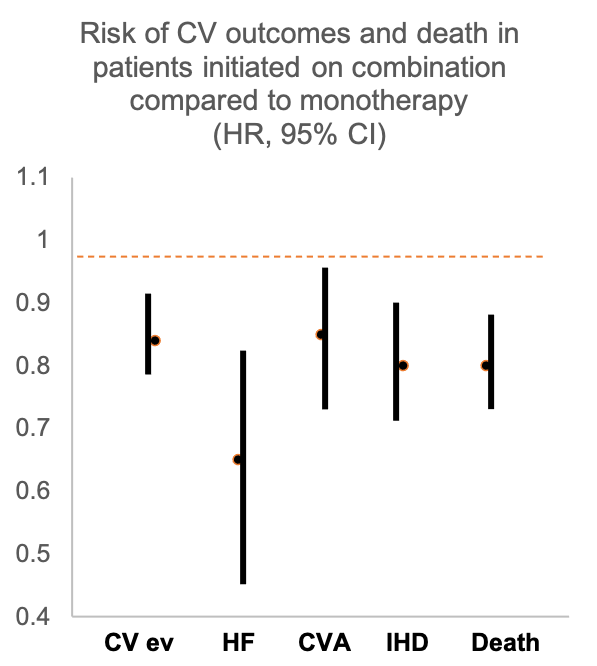 Risk of CV outcomes and death in
patients initiated on combination
compared to monotherapy
(HR, 95% CI)
1.1
1
0.9
0.8
0.7
0.6
0.5
0.4
CV ev HF CVA IHD Death